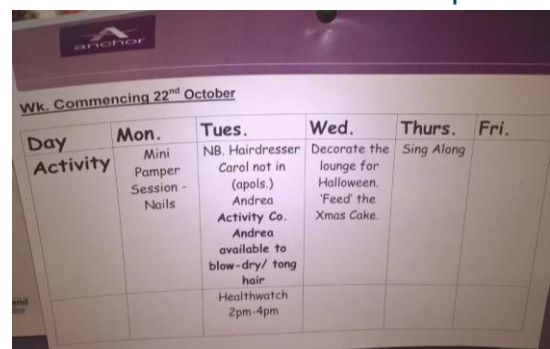 anchor
Wk. Commencing 22nd October
Day Mon. Tues. Wed. Thurs. Fri.
Activity
Mini
Pamper
Session -
Nails
NB. Hairdresser
Carol not in
(apols.)
Andrea
Activity Co.
Andrea
available to
blow-dry/ tong
hair
Decorate the
lounge for
Halloween.
'Feed' the
Xmas Cake.
Sing Along
Healthwatch
2pm-4pm